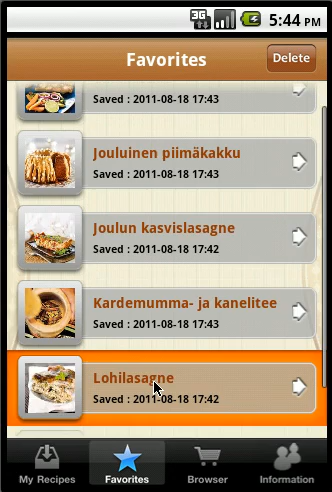 3G
5:44 PM
Favorites
Delete
Saved : 2011-08-18 17:43
Jouluinen piimäkakku
Saved : 2011-08-18 17:43
Joulun kasvislasagne
Saved : 2011-08-18 17:42
Kardemumma- ja kanelitee
Saved : 2011-08-18 17:43
Lohilasagne
Saved : 2011-08-18 17:42
My Recipes
Favorites
Browser
Information